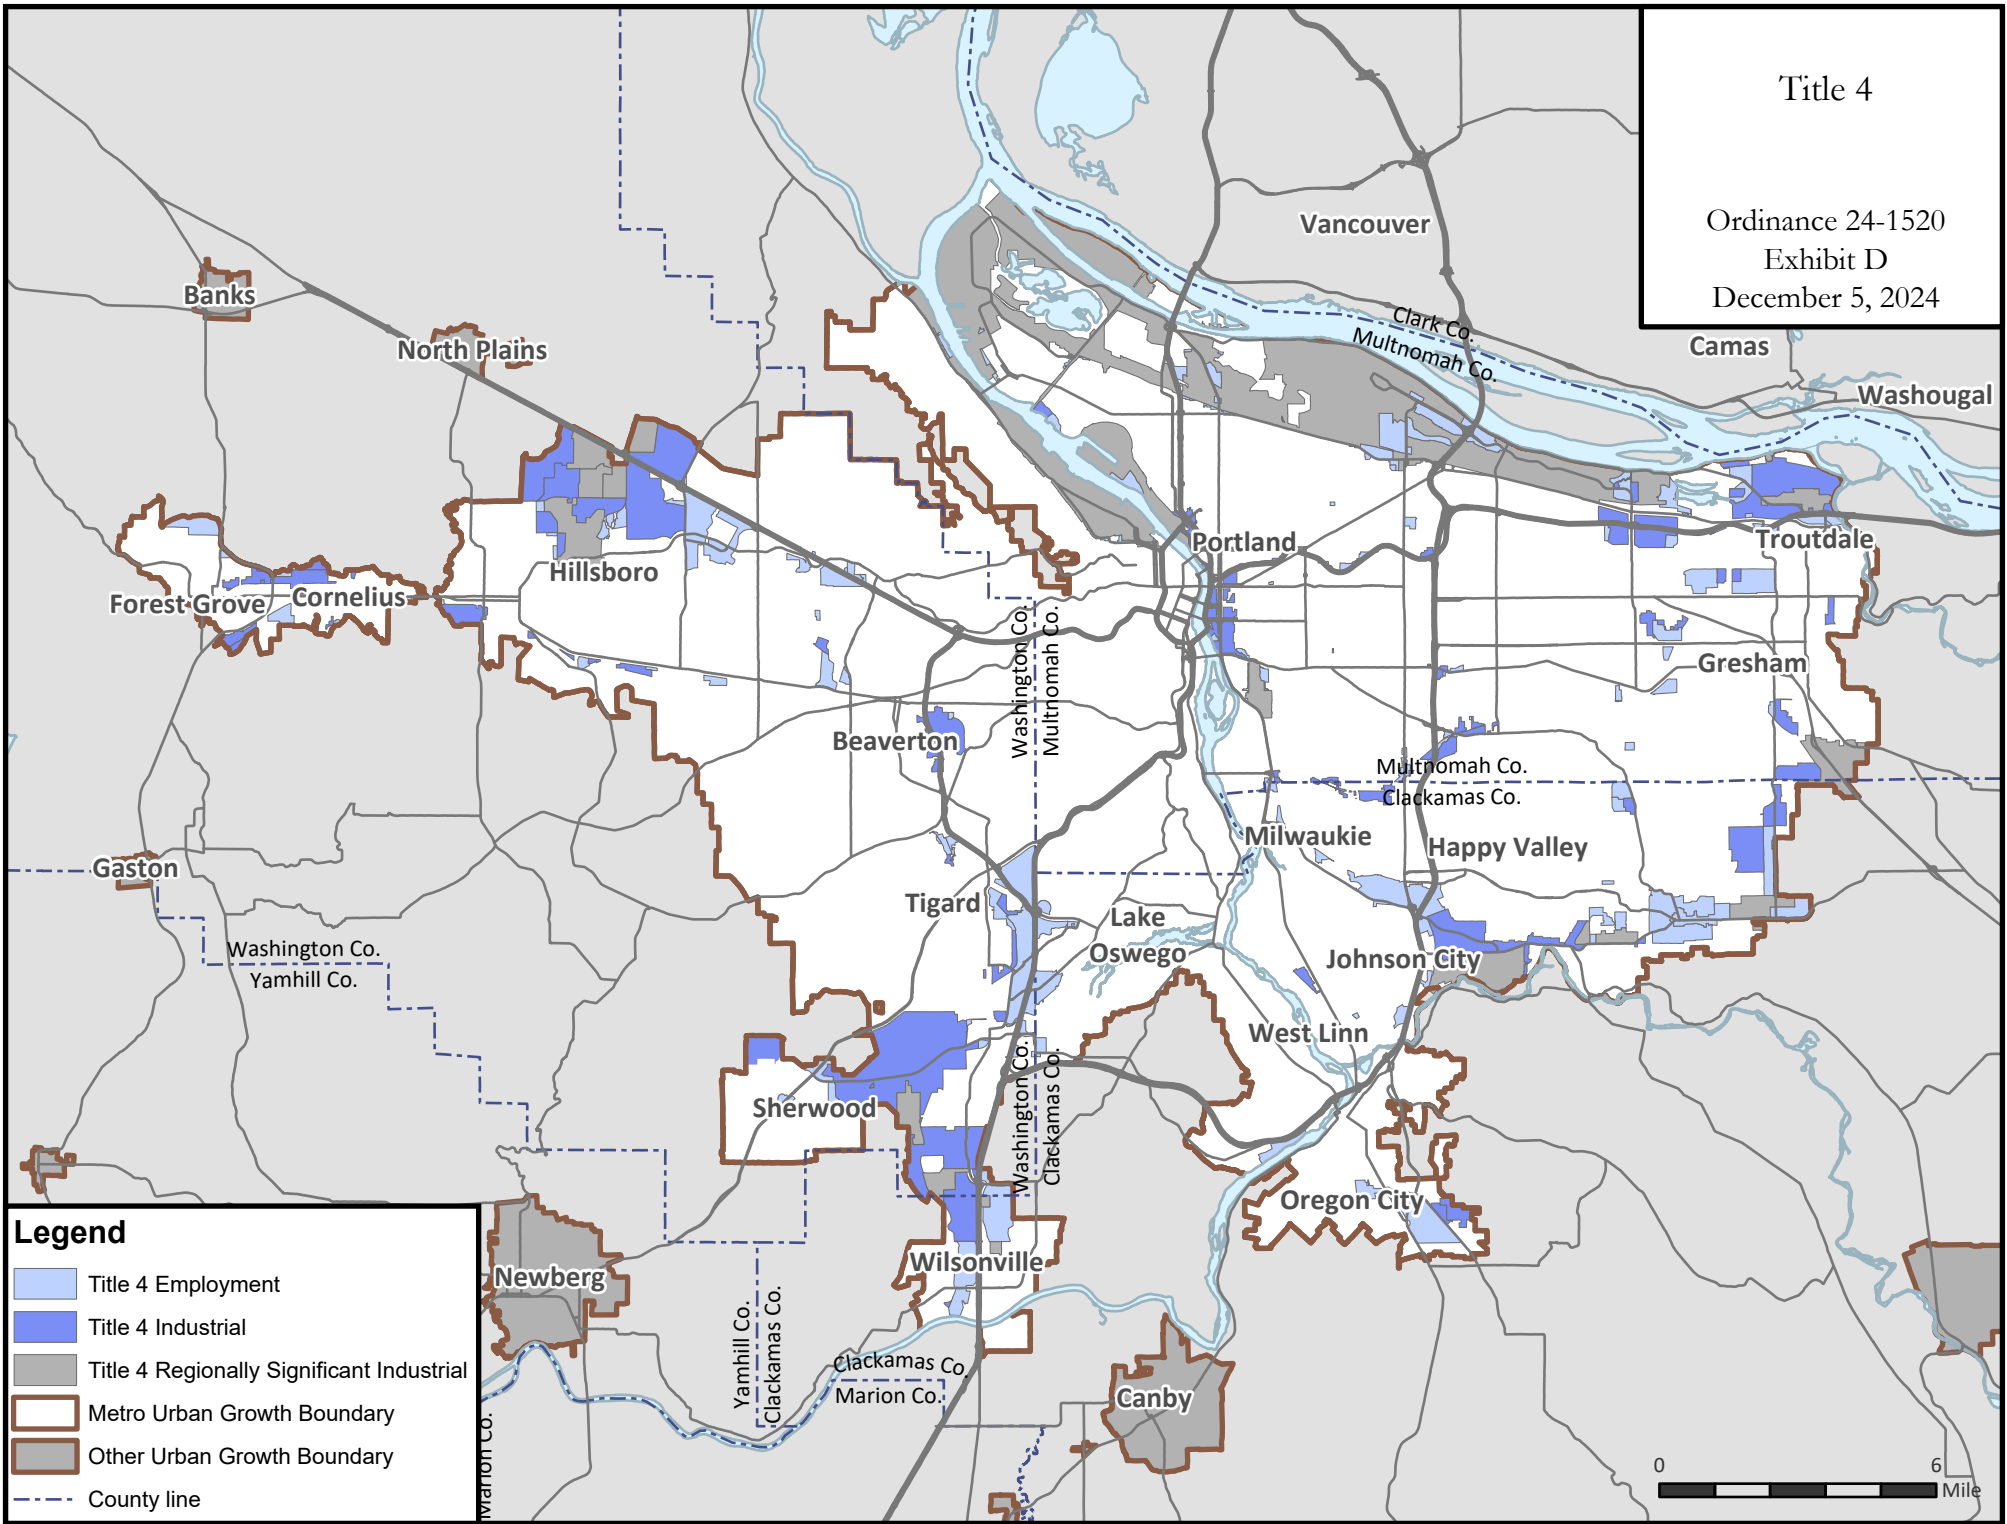 Title 4
Ordinance 24-1520
Exhibit D
December 5, 2024
Vancouver
Clark Co.
Multnomah Co.
Camas
Washougal
Banks
North Plains
Portland
Troutdale
Hillsboro
Forest Grove
Cornelius
Washington Co.
Multnomah Co.
Gresham
Beaverton
Multnomah Co.
Clackamas Co.
Milwaukie
Happy Valley
Gaston
Tigard
Lake
Oswego
Johnson City
Washington Co.
Yamhill Co.
West Linn
Washington Co.
Clackamas Co.
Sherwood
Oregon City
Wilsonville
Newberg
Yamhill Co.
Clackamas Co.
Clackamas Co.
Marion Co.
Canby
Marion Co.
Legend
Title 4 Employment
Title 4 Industrial
Title 4 Regionally Significant Industrial
Metro Urban Growth Boundary
Other Urban Growth Boundary
County line
0 6
Mile